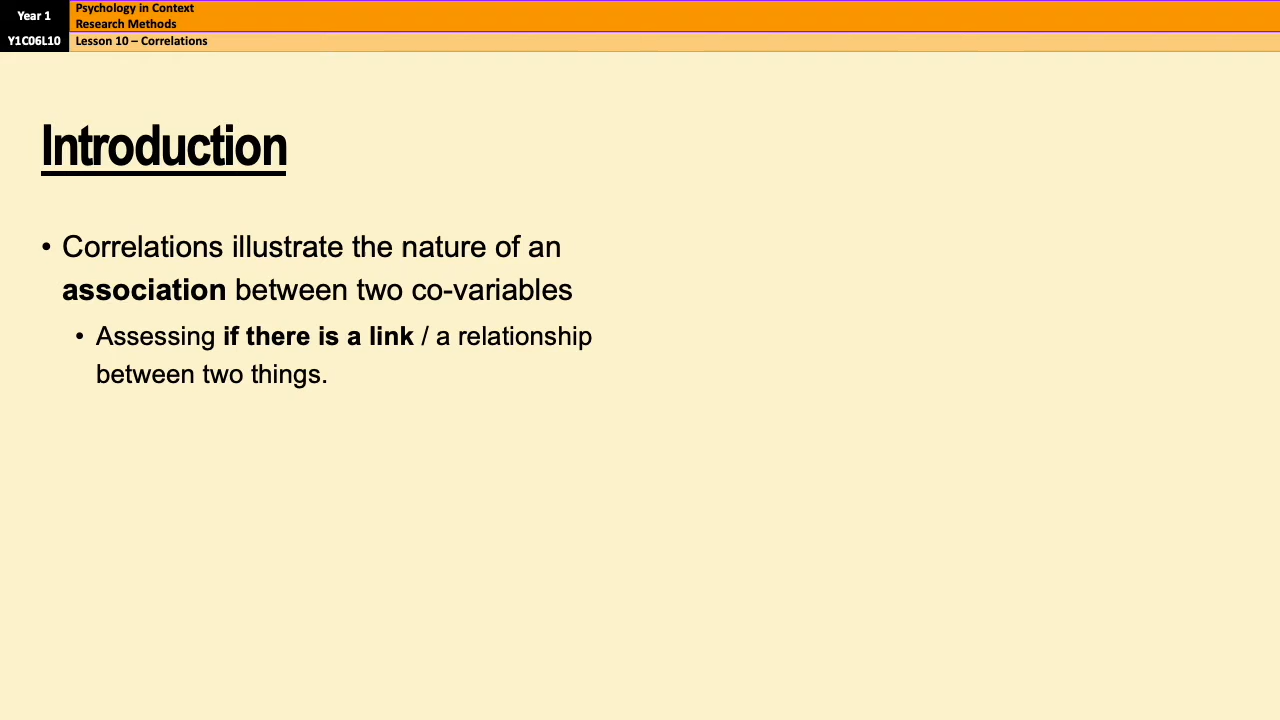 Year 1
Psychology in Context
Research Methods
Y1C06L10
Lesson 10 – Correlations
Introduction
• Correlations illustrate the nature of an
association between two co-variables
• Assessing if there is a link / a relationship
between two things.